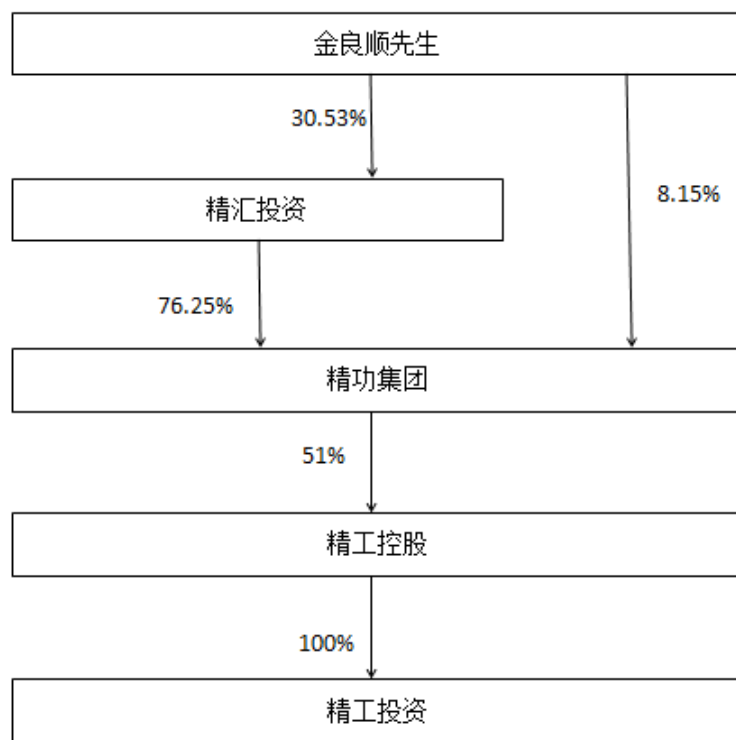 金良顺先生
30.53%
8.15%
精汇投资
76.25%
精功集团
51%
精工控股
100%
精工投资